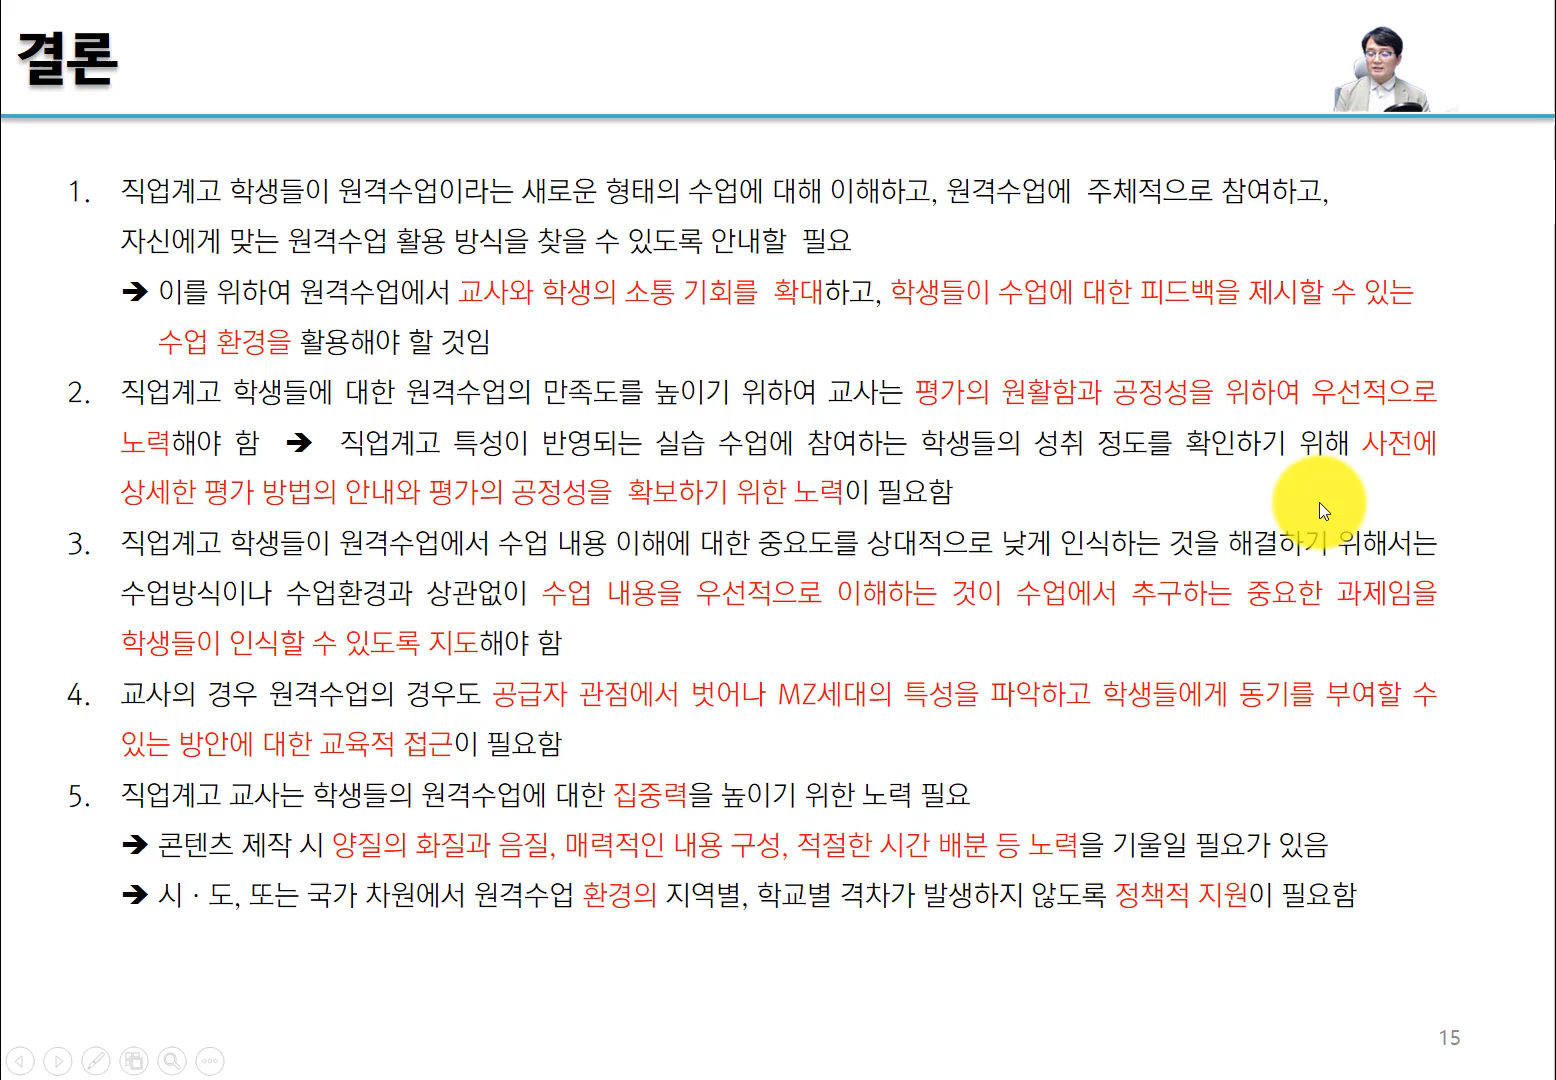 결론
1. 직업계고 학생들이 원격수업이라는 새로운 형태의 수업에 대해 이해하고, 원격수업에 주체적으로 참여하고,
자신에게 맞는 원격수업 활용 방식을 찾을 수 있도록 안내할 필요
➔ 이를 위하여 원격수업에서 교사와 학생의 소통 기회를 확대하고, 학생들이 수업에 대한 피드백을 제시할 수 있는
수업 환경을 활용해야 할 것임
2. 직업계고 학생들에 대한 원격수업의 만족도를 높이기 위하여 교사는 평가의 원활함과 공정성을 위하여 우선적으로
노력해야 함 ➔ 직업계고 특성이 반영되는 실습 수업에 참여하는 학생들의 성취 정도를 확인하기 위해 사전에
상세한 평가 방법의 안내와 평가의 공정성을 확보하기 위한 노력이 필요함
3. 직업계고 학생들이 원격수업에서 수업 내용 이해에 대한 중요도를 상대적으로 낮게 인식하는 것을 해결하기 위해서는
수업방식이나 수업환경과 상관없이 수업 내용을 우선적으로 이해하는 것이 수업에서 추구하는 중요한 과제임을
학생들이 인식할 수 있도록 지도해야 함
4. 교사의 경우 원격수업의 경우도 공급자 관점에서 벗어나 MZ세대의 특성을 파악하고 학생들에게 동기를 부여할 수
있는 방안에 대한 교육적 접근이 필요함
5. 직업계고 교사는 학생들의 원격수업에 대한 집중력을 높이기 위한 노력 필요
➔ 콘텐츠 제작 시 양질의 화질과 음질, 매력적인 내용 구성, 적절한 시간 배분 등 노력을 기울일 필요가 있음
➔ 시 · 도, 또는 국가 차원에서 원격수업 환경의 지역별, 학교별 격차가 발생하지 않도록 정책적 지원이 필요함
15